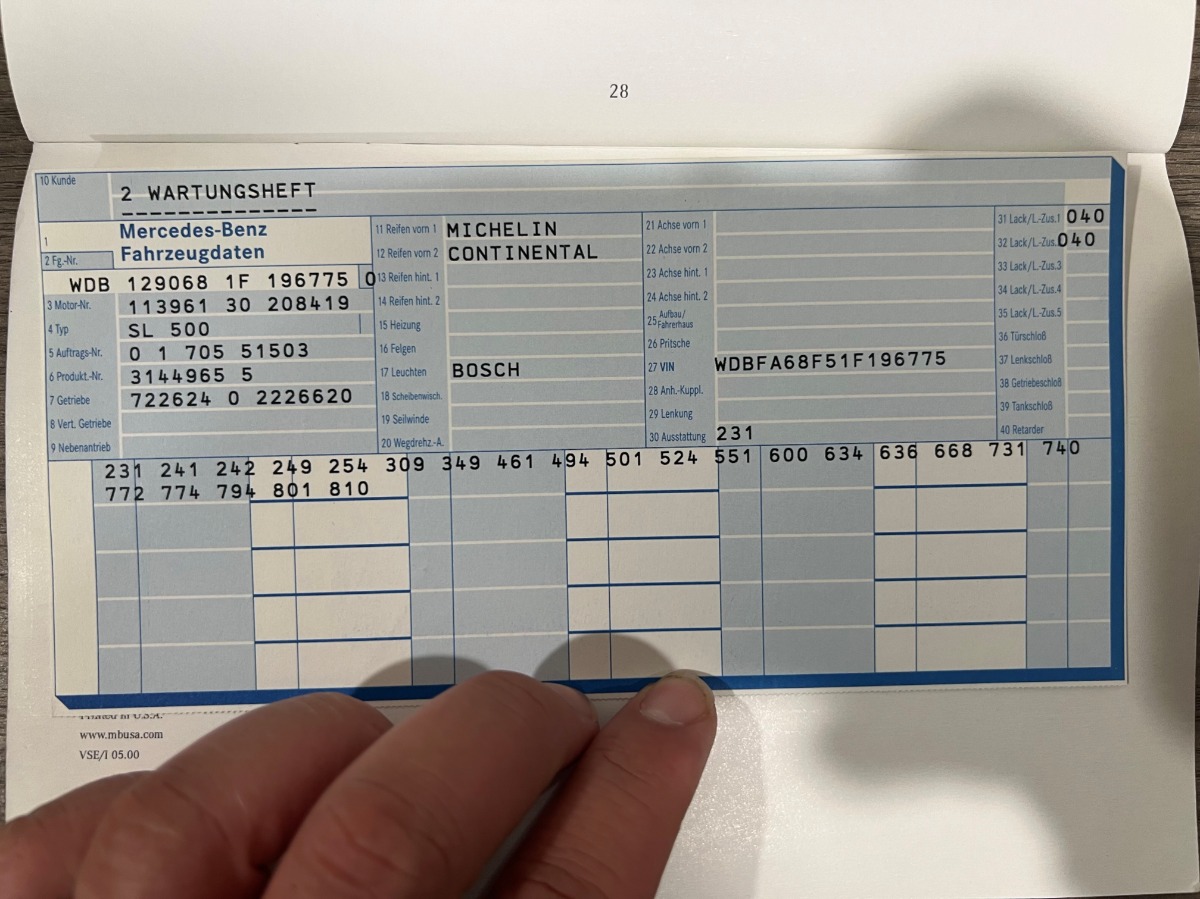 28
10 Kunde
2 WARTUNGSHEFT
1
Mercedes-Benz
Fahrzeugdaten
2 Fg.-Nr.
WDB 129068 1F 196775 0
3 Motor-Nr. 113961 30 208419
4 Typ SL 500
5 Auftrags-Nr. 0 1 705 51503
6 Produkt.-Nr. 3144965 5
7 Getriebe 722624 0 2226620
8 Vert. Getriebe
9 Nebenantrieb
11 Reifen vorn 1 MICHELIN
12 Reifen vorn 2 CONTINENTAL
13 Reifen hint. 1
14 Reifen hint. 2
15 Heizung
16 Felgen
17 Leuchten BOSCH
18 Scheibenwisch.
19 Seilwinde
20 Wegdrehz.-A.
21 Achse vorn 1
22 Achse vorn 2
23 Achse hint. 1
24 Achse hint. 2
25 Aufbau/
Fahrerhaus
26 Pritsche
27 VIN WDBFA68F51F196775
28 Anh.-Kuppl.
29 Lenkung
30 Ausstattung 231
31 Lack/L.-Zus.1 040
32 Lack/L.-Zus. 040
33 Lack/L.-Zus.3
34 Lack/L.-Zus.4
35 Lack/L.-Zus.5
36 Türschloß
37 Lenkschloß
38 Getriebeschloß
39 Tankschloß
40 Retarder
231 241 242 249 254 309 349 461 494 501 524 551 600 634 636 668 731 740
772 774 794 801 810
Printed in U.S.A.
www.mbusa.com
VSE/I 05.00